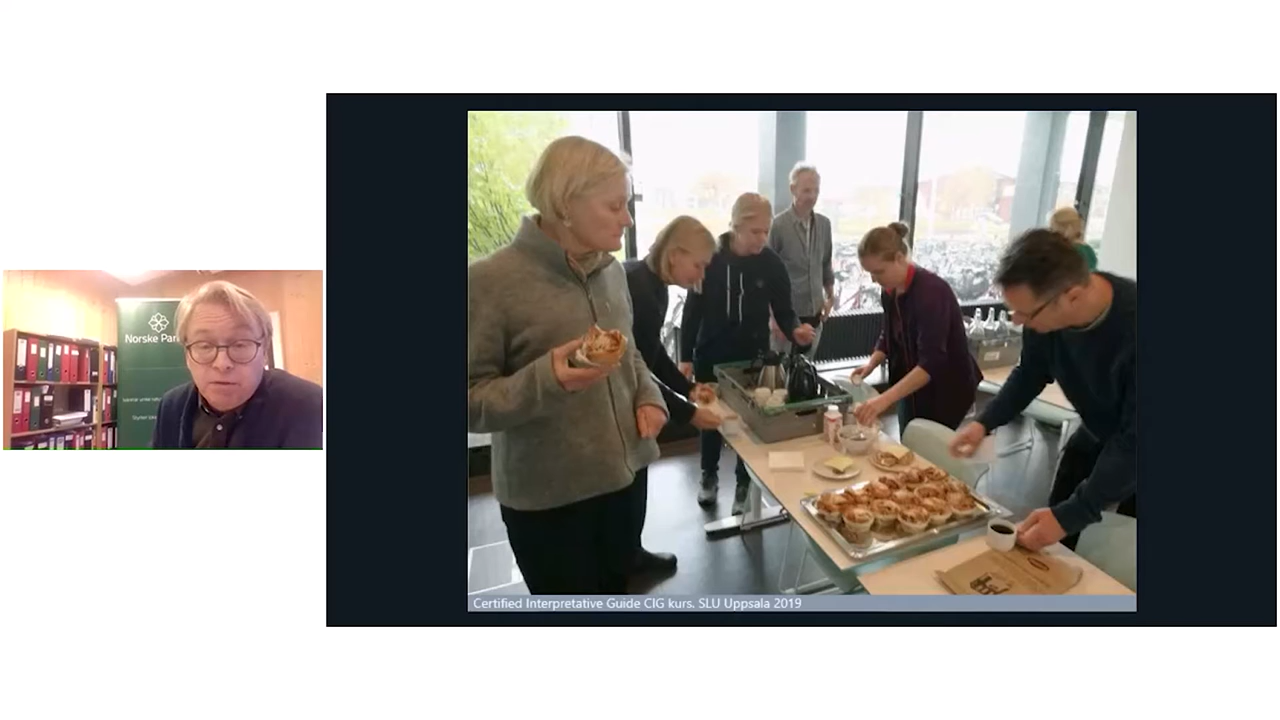 Norske Par
Certified Interpretative Guide CIG kurs. SLU Uppsala 2019